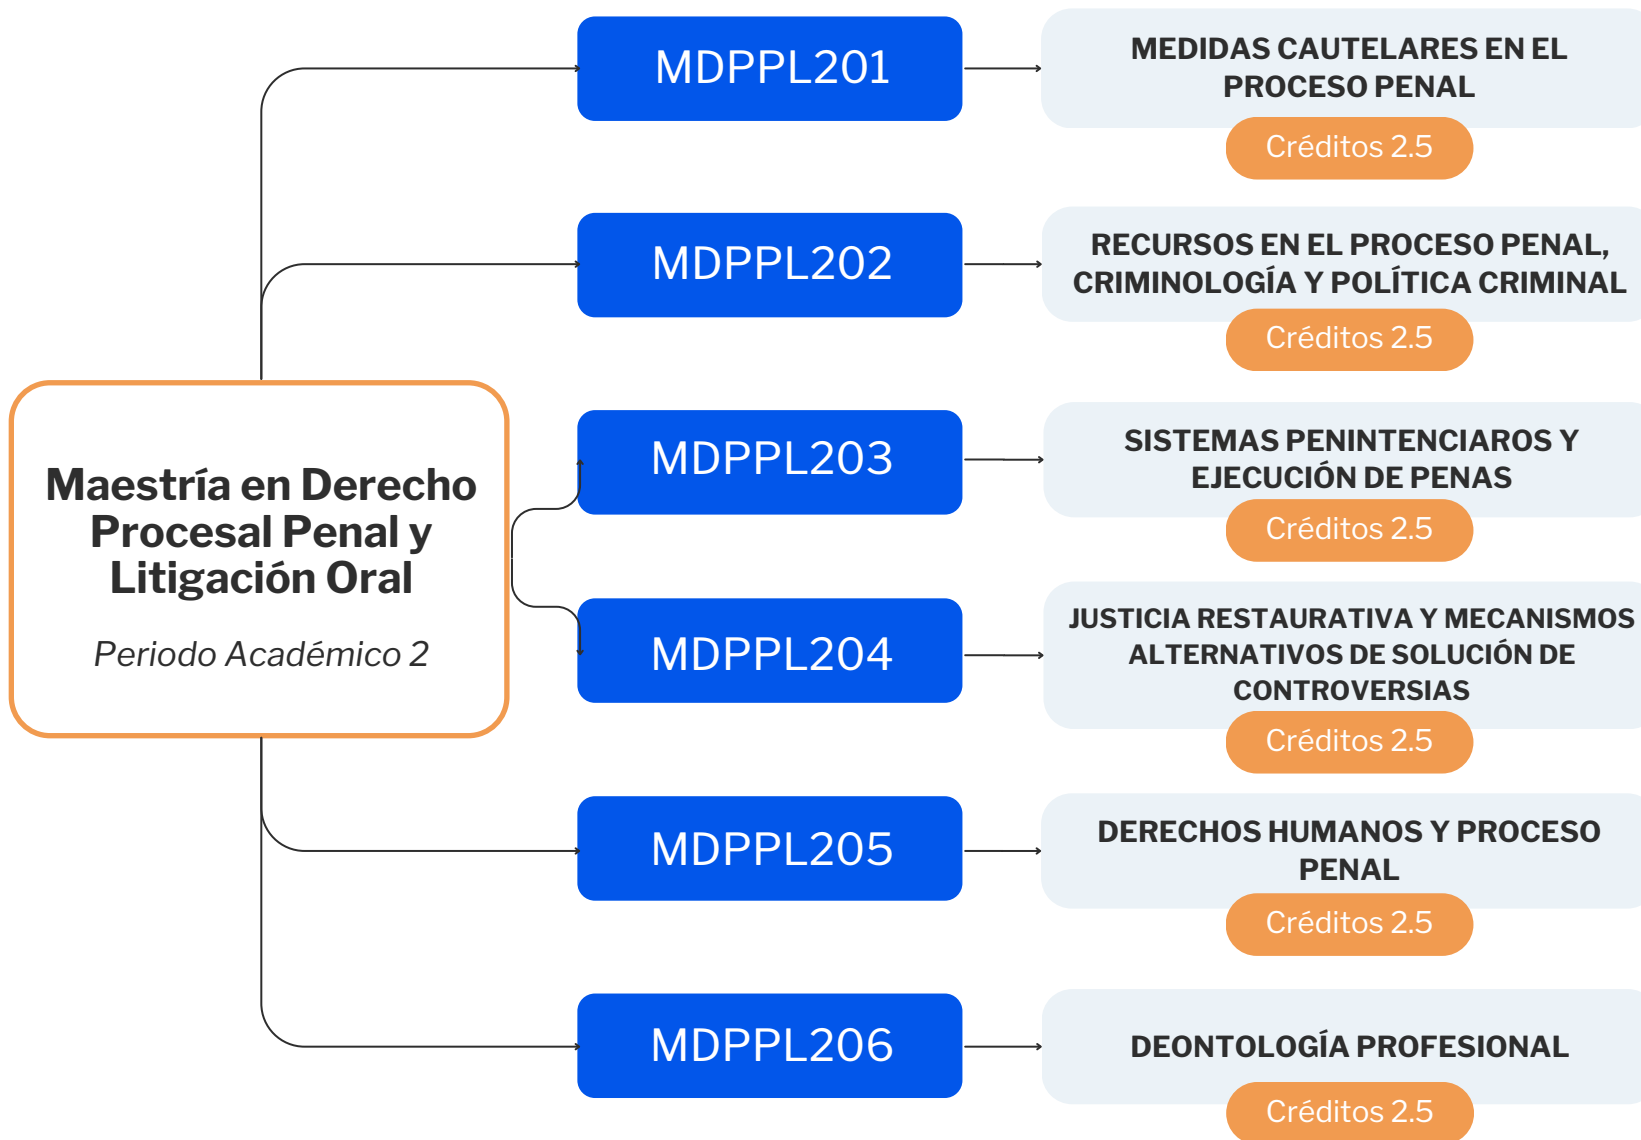 MDPPL201
MEDIDAS CAUTELARES EN EL
PROCESO PENAL
Créditos 2.5
MDPPL202
RECURSOS EN EL PROCESO PENAL,
CRIMINOLOGÍA Y POLÍTICA CRIMINAL
Créditos 2.5
Maestría en Derecho
Procesal Penal y
Litigación Oral
Periodo Académico 2
MDPPL203
SISTEMAS PENINTENCIAROS Y
EJECUCIÓN DE PENAS
Créditos 2.5
MDPPL204
JUSTICIA RESTAURATIVA Y MECANISMOS
ALTERNATIVOS DE SOLUCIÓN DE
CONTROVERSIAS
Créditos 2.5
MDPPL205
DERECHOS HUMANOS Y PROCESO
PENAL
Créditos 2.5
MDPPL206
DEONTOLOGÍA PROFESIONAL
Créditos 2.5